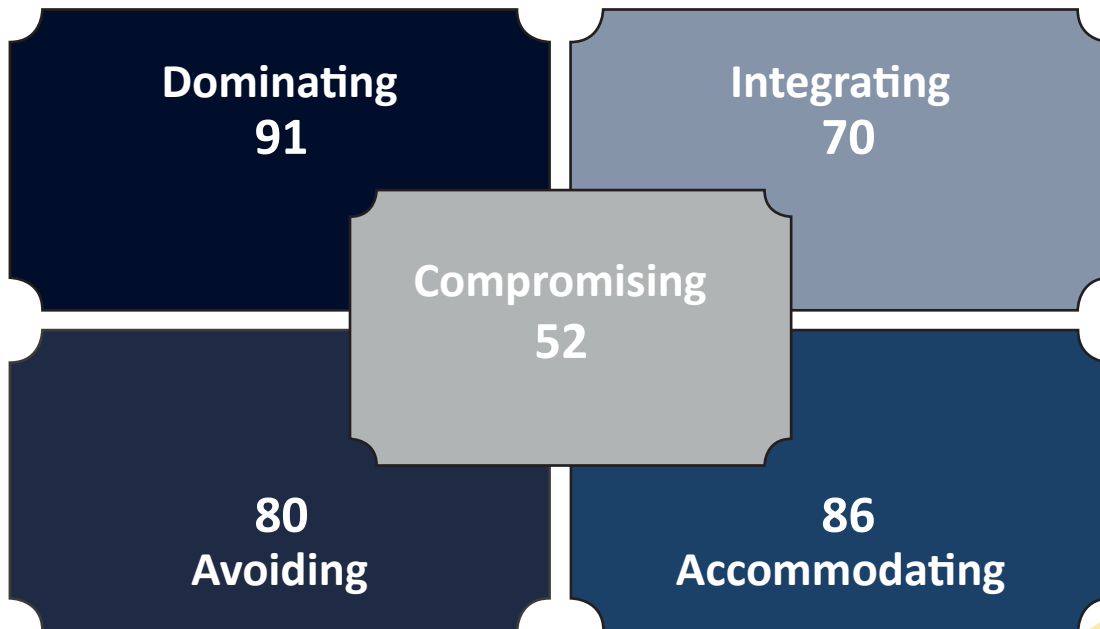 Dominating
91
Integrating
70
Compromising
52
80
Avoiding
86
Accommodating